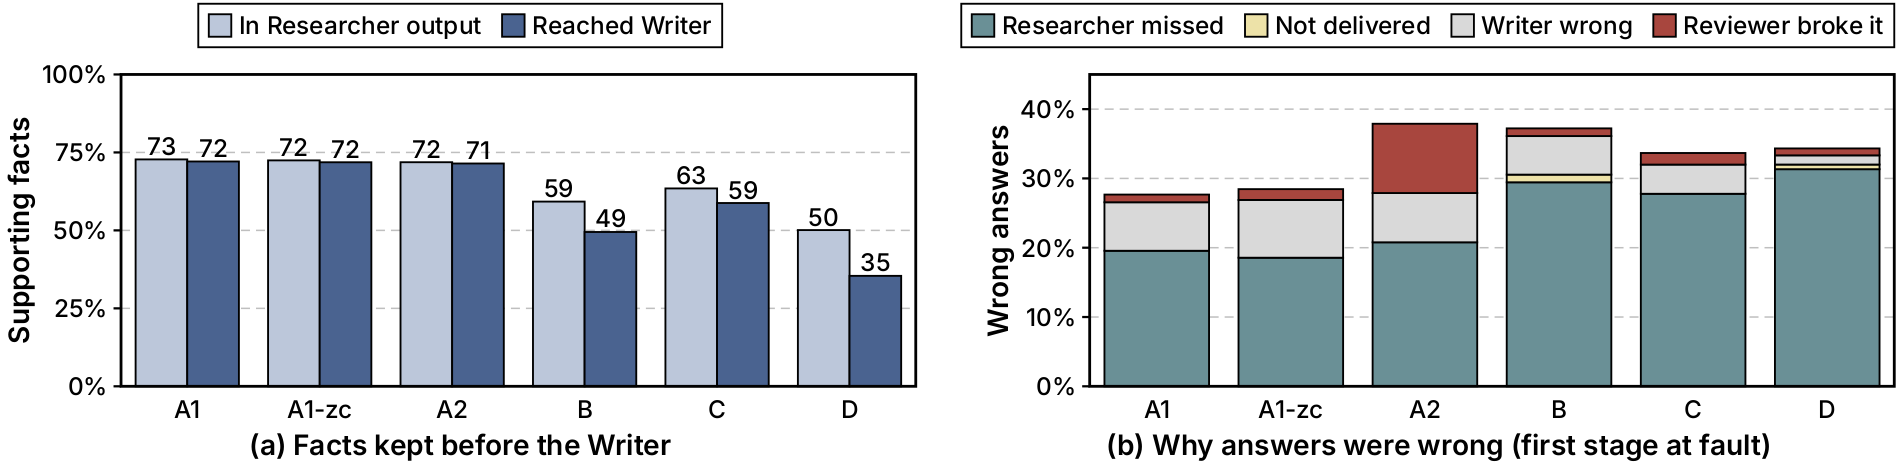 In Researcher output Reached Writer
100%
75%
50%
25%
0%
Supporting facts
73 72 72 72 72 71 59 49 63 59 50 35
A1 A1-zc A2 B C D
(a) Facts kept before the Writer
Researcher missed Not delivered Writer wrong Reviewer broke it
40%
30%
20%
10%
0%
Wrong answers
A1 A1-zc A2 B C D
(b) Why answers were wrong (first stage at fault)